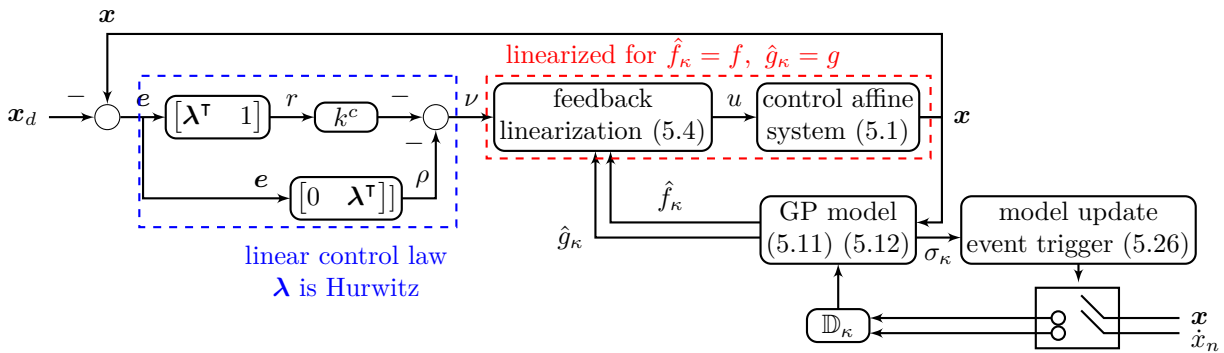 𝒙
linearized for f̂_κ = f, ĝ_κ = g
𝒙_d
−
𝒆
[𝝀ᵀ 1]
r
k^c
−
−
ν
feedback
linearization (5.4)
u
control affine
system (5.1)
𝒙
𝒆
[0 𝝀ᵀ]]
ρ
linear control law
𝝀 is Hurwitz
f̂_κ
ĝ_κ
GP model
(5.11) (5.12)
σ_κ
model update
event trigger (5.26)
𝔻_κ
𝒙
ẋ_n